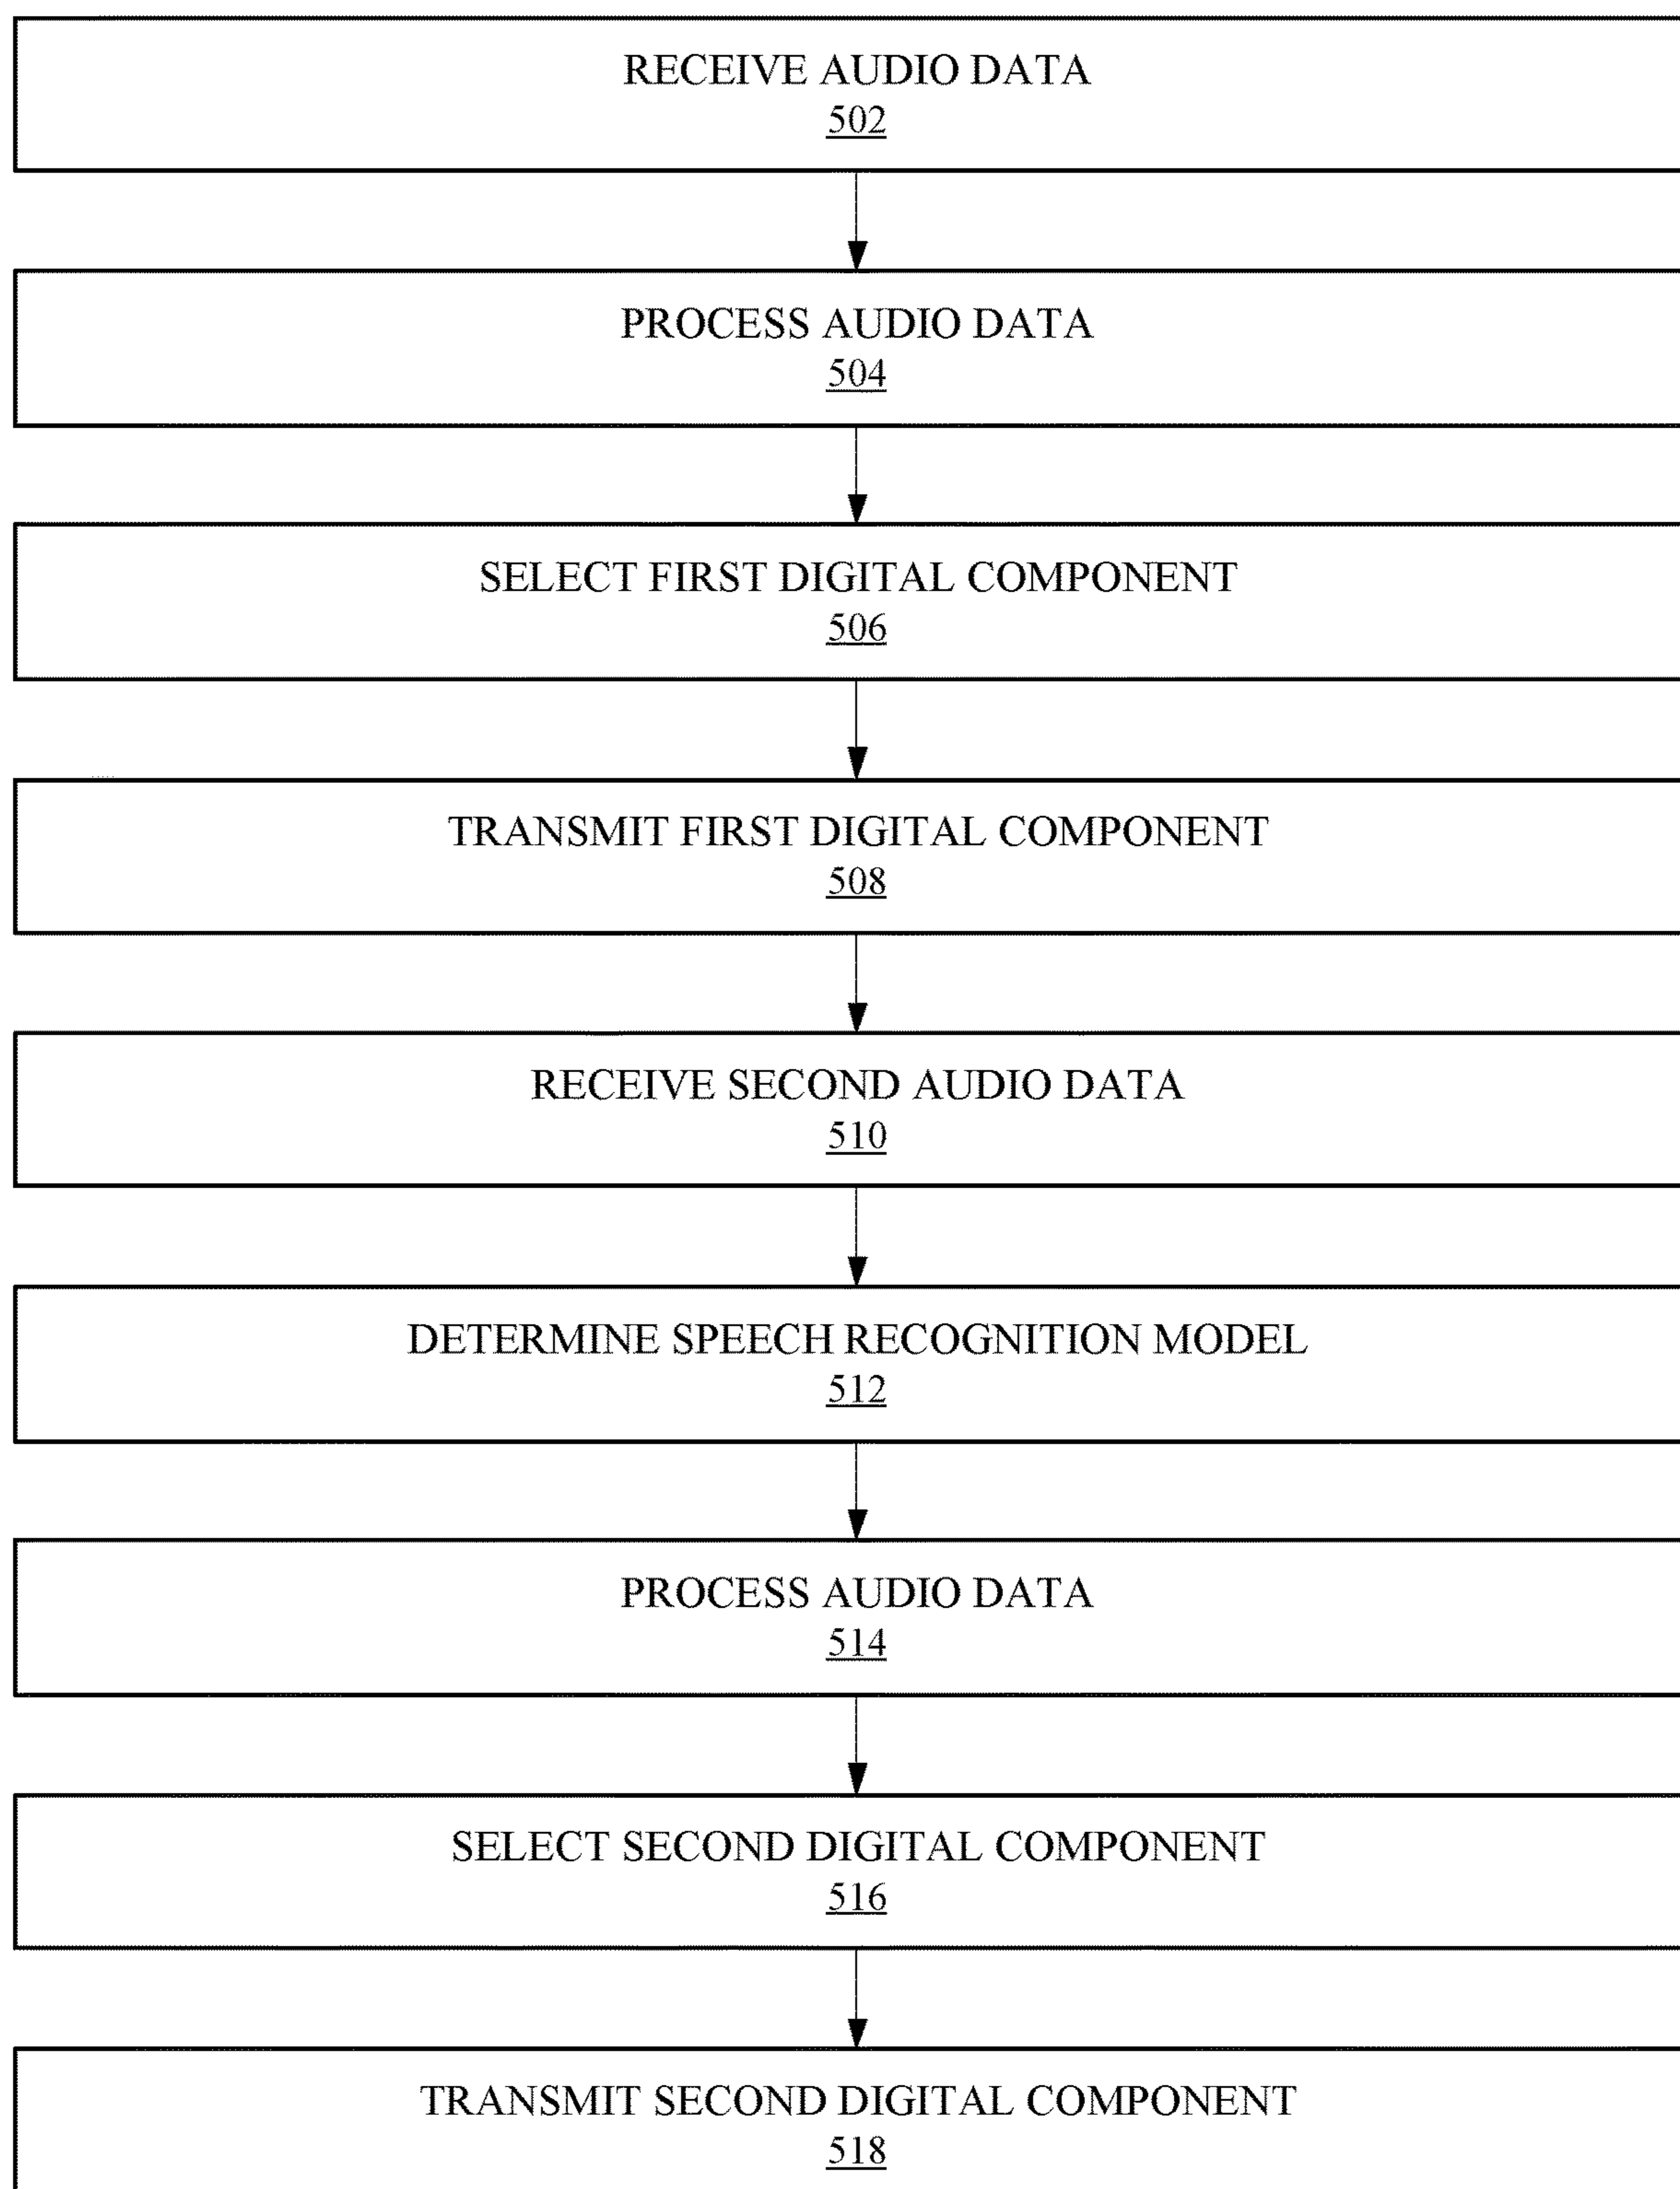 RECEIVE AUDIO DATA
502
PROCESS AUDIO DATA
504
SELECT FIRST DIGITAL COMPONENT
506
TRANSMIT FIRST DIGITAL COMPONENT
508
RECEIVE SECOND AUDIO DATA
510
DETERMINE SPEECH RECOGNITION MODEL
512
PROCESS AUDIO DATA
514
SELECT SECOND DIGITAL COMPONENT
516
TRANSMIT SECOND DIGITAL COMPONENT
518